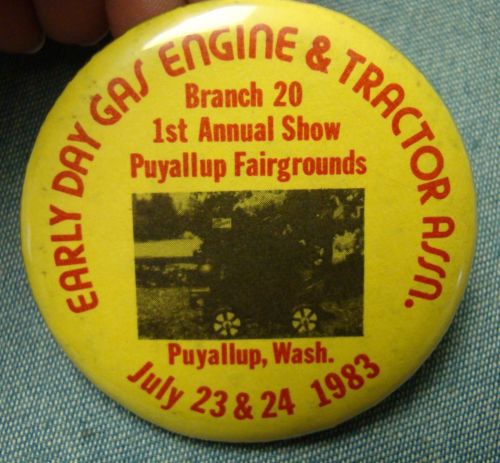 EARLY DAY GAS ENGINE & TRACTOR ASSN.
Branch 20
1st Annual Show
Puyallup Fairgrounds
Puyallup, Wash.
July 23 & 24 1983